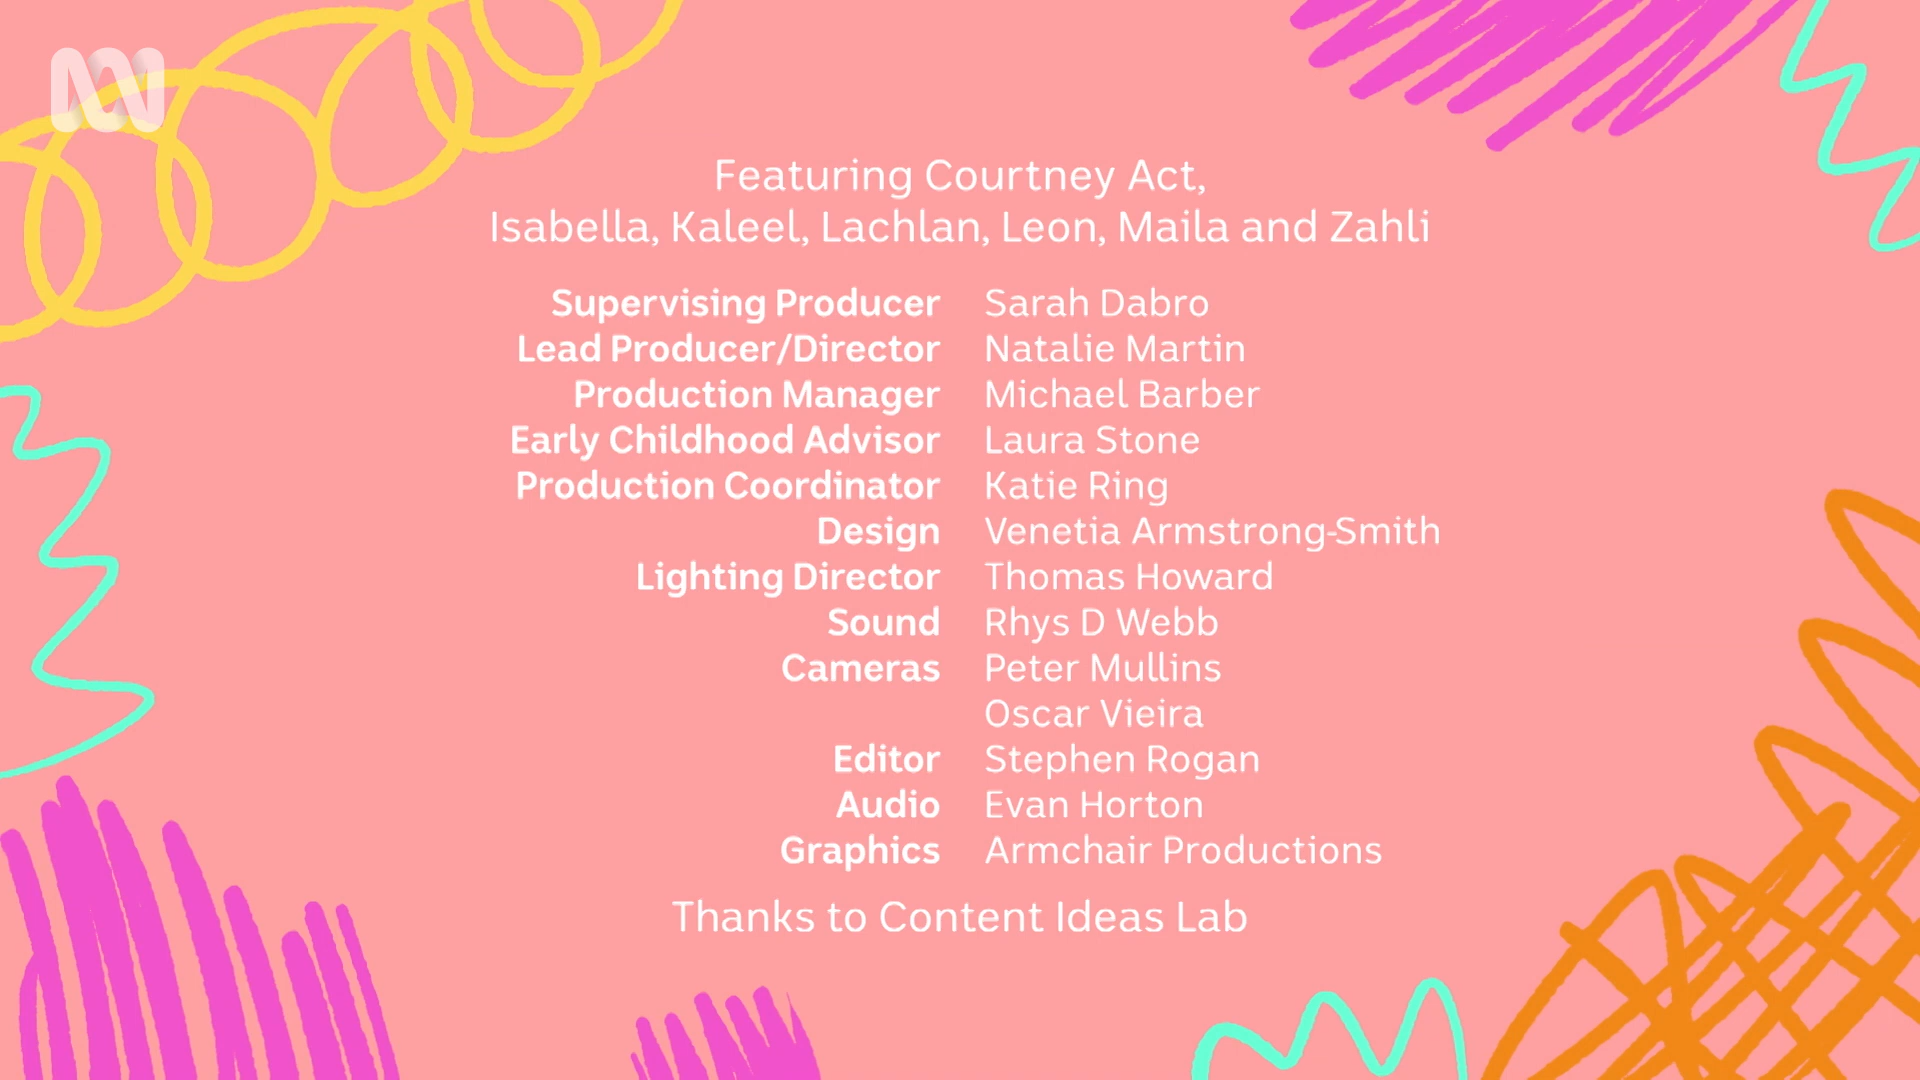 Featuring Courtney Act,
Isabella, Kaleel, Lachlan, Leon, Maila and Zahli
Supervising Producer Sarah Dabro
Lead Producer/Director Natalie Martin
Production Manager Michael Barber
Early Childhood Advisor Laura Stone
Production Coordinator Katie Ring
Design Venetia Armstrong-Smith
Lighting Director Thomas Howard
Sound Rhys D Webb
Cameras Peter Mullins
Oscar Vieira
Editor Stephen Rogan
Audio Evan Horton
Graphics Armchair Productions
Thanks to Content Ideas Lab